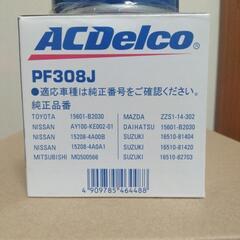 ACDelco®
PF308J
●適応車種は純正番号をご確認ください。
純正品番
TOYOTA 15601-B2030 MAZDA ZZS1-14-302
NISSAN AY100-KE002-01 DAIHATSU 15601-B2030
NISSAN 15208-4A00B SUZUKI 16510-81404
NISSAN 15208-4A0A1 SUZUKI 16510-81420
MITSUBISHI MQ500566 SUZUKI 16510-82703
4 909785 464488